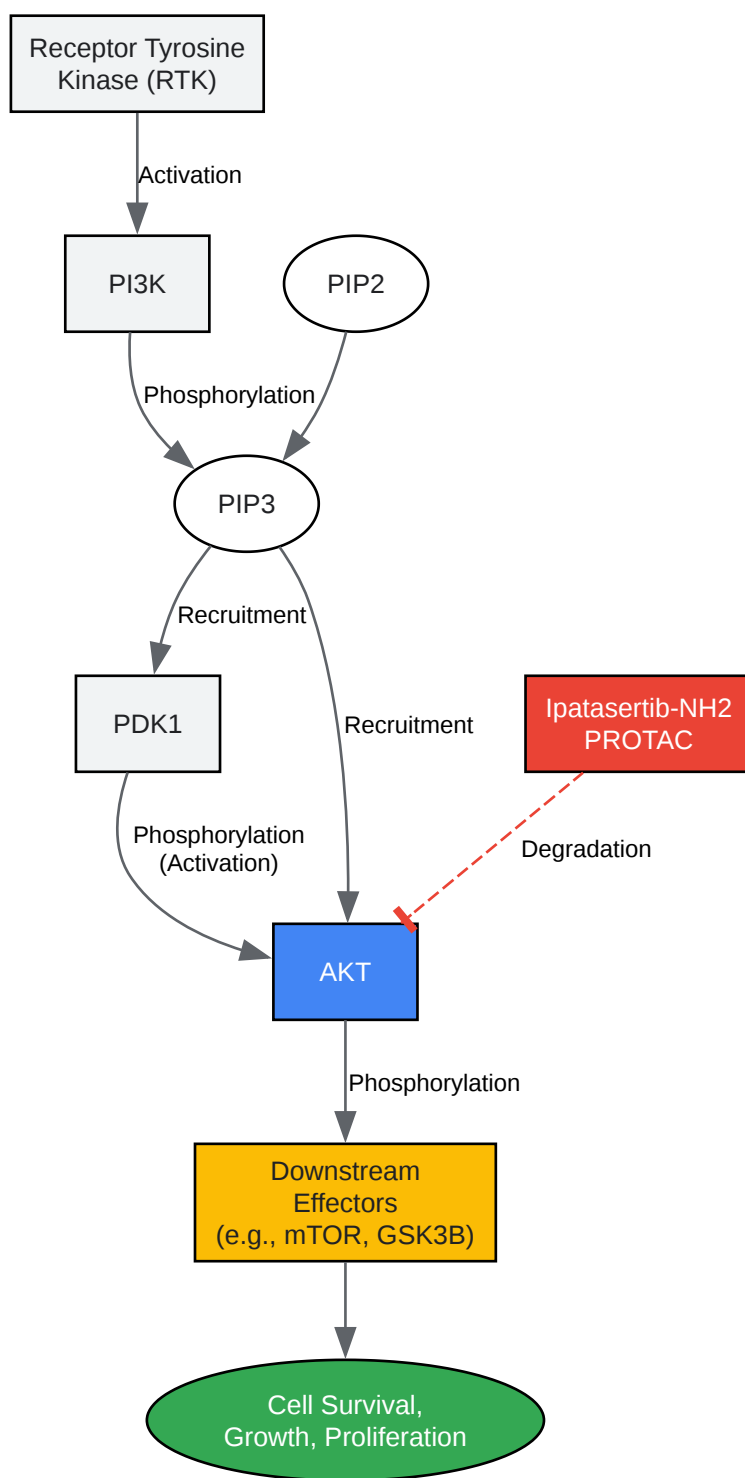 Receptor Tyrosine
Kinase (RTK)
Activation
PI3K
PIP2
Phosphorylation
PIP3
Recruitment
PDK1
Recruitment
Ipatasertib-NH2
PROTAC
Phosphorylation
(Activation)
Degradation
AKT
Phosphorylation
Downstream
Effectors
(e.g., mTOR, GSK3B)
Cell Survival,
Growth, Proliferation